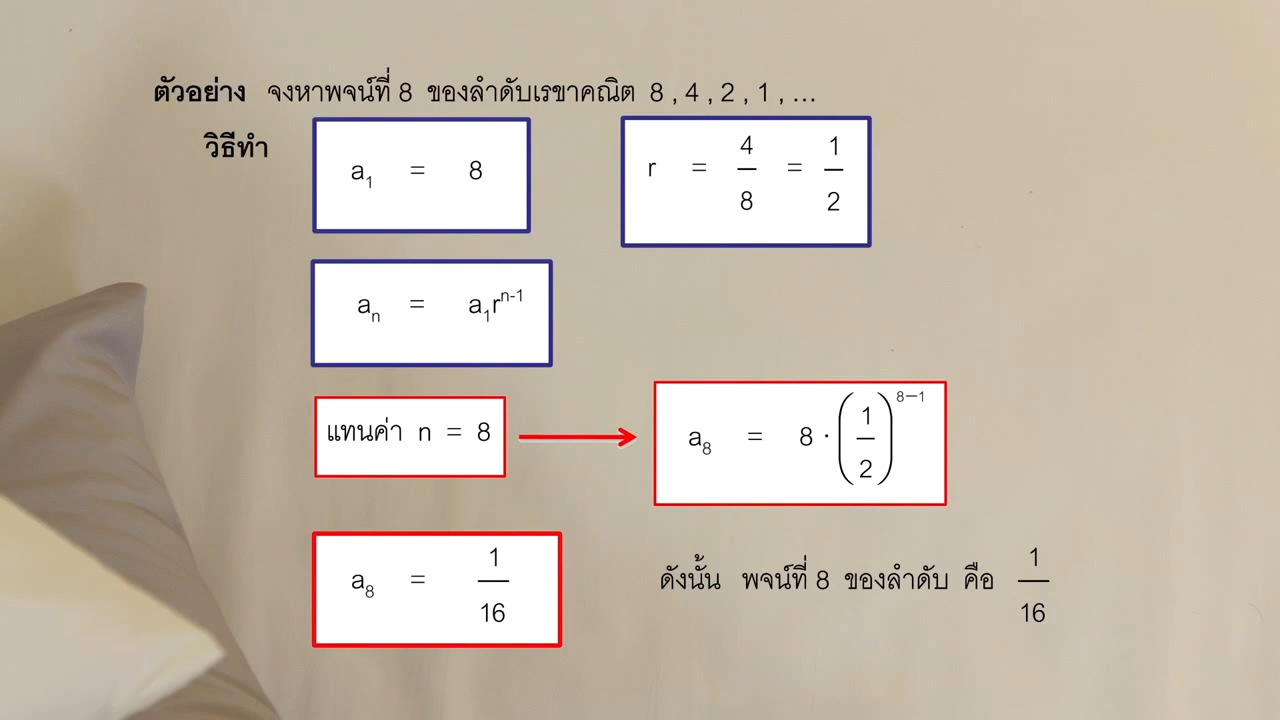 ตัวอย่าง จงหาพจน์ที่ 8 ของลำดับเรขาคณิต 8 , 4 , 2 , 1 , ...
วิธีทำ
a₁ = 8
r = 4/8 = 1/2
aₙ = a₁rⁿ⁻¹
แทนค่า n = 8
a₈ = 8 · (1/2)⁸⁻¹
a₈ = 1/16
ดังนั้น พจน์ที่ 8 ของลำดับ คือ 1/16